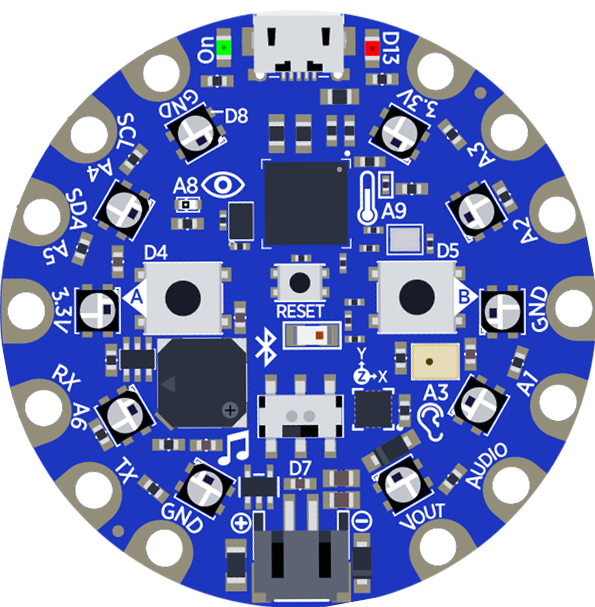 On
D13
GND
D8
3.3V
SCL
A4
A3
SDA
A5
A8
A9
A2
D4
D5
3.3V
A
B
GND
RESET
Y
Z
X
RX
A6
A3
A1
TX
GND
D7
AUDIO
VOUT
+
-